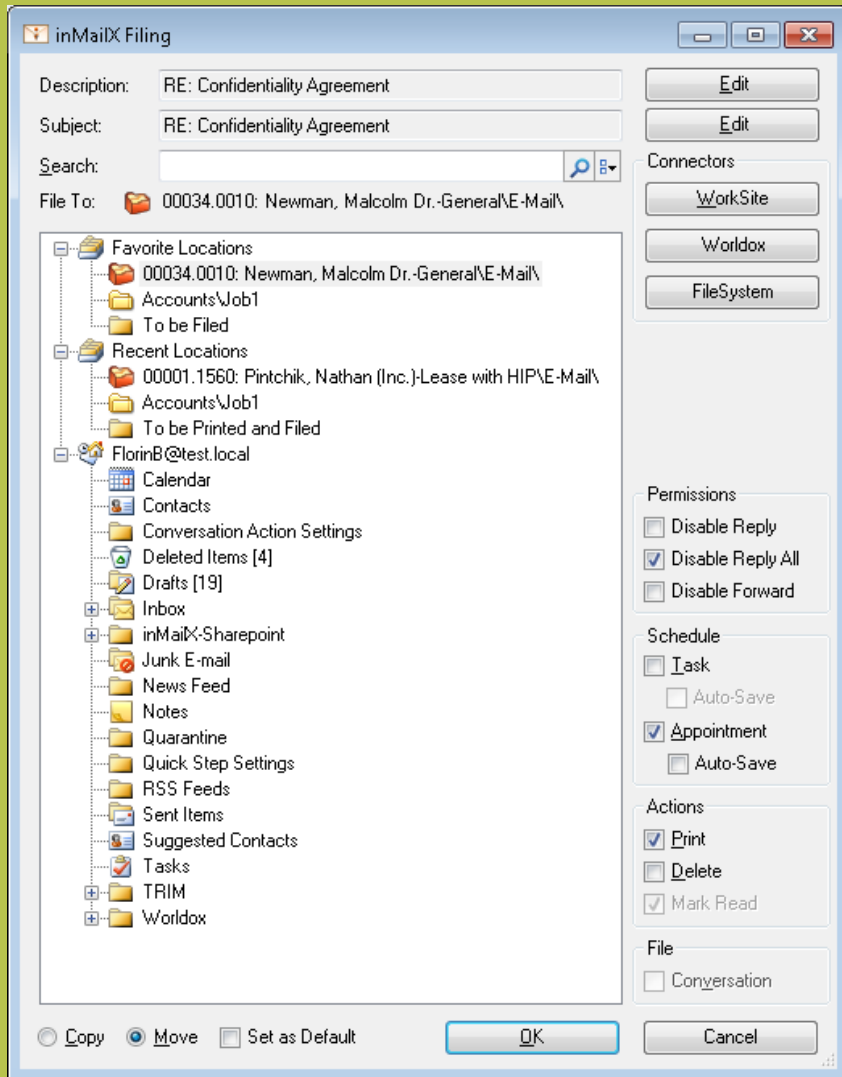 inMailX Filing
Description: RE: Confidentiality Agreement Edit
Subject: RE: Confidentiality Agreement Edit
Search:
File To: 00034.0010: Newman, Malcolm Dr.-General\E-Mail\
Favorite Locations
00034.0010: Newman, Malcolm Dr.-General\E-Mail\
Accounts\Job1
To be Filed
Recent Locations
00001.1560: Pintchik, Nathan (Inc.)-Lease with HIP\E-Mail\
Accounts\Job1
To be Printed and Filed
FlorinB@test.local
Calendar
Contacts
Conversation Action Settings
Deleted Items [4]
Drafts [19]
Inbox
inMailX-Sharepoint
Junk E-mail
News Feed
Notes
Quarantine
Quick Step Settings
RSS Feeds
Sent Items
Suggested Contacts
Tasks
TRIM
Worldox
Connectors
WorkSite
Worldox
FileSystem
Permissions
Disable Reply
Disable Reply All
Disable Forward
Schedule
Task
Auto-Save
Appointment
Auto-Save
Actions
Print
Delete
Mark Read
File
Conversation
Copy Move Set as Default OK Cancel